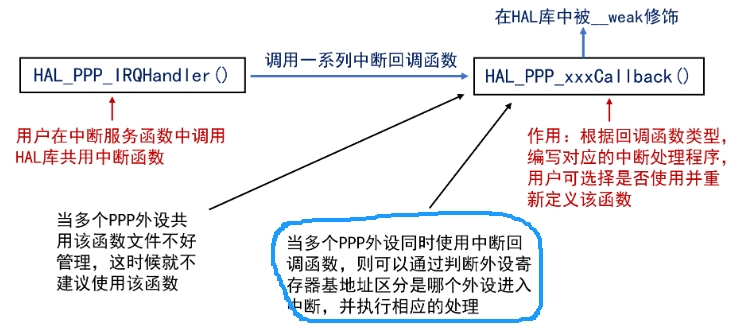 在HAL库中被__weak修饰
HAL_PPP_IRQHandler()
调用一系列中断回调函数
HAL_PPP_xxxCallback()
用户在中断服务函数中调用
HAL库共用中断函数
作用：根据回调函数类型，
编写对应的中断处理程序，
用户可选择是否使用并重
新定义该函数
当多个PPP外设共
用该函数文件不好
管理，这时候就不
建议使用该函数
当多个PPP外设同时使用中断回
调函数，则可以通过判断外设寄
存器基地址区分是哪个外设进入
中断，并执行相应的处理